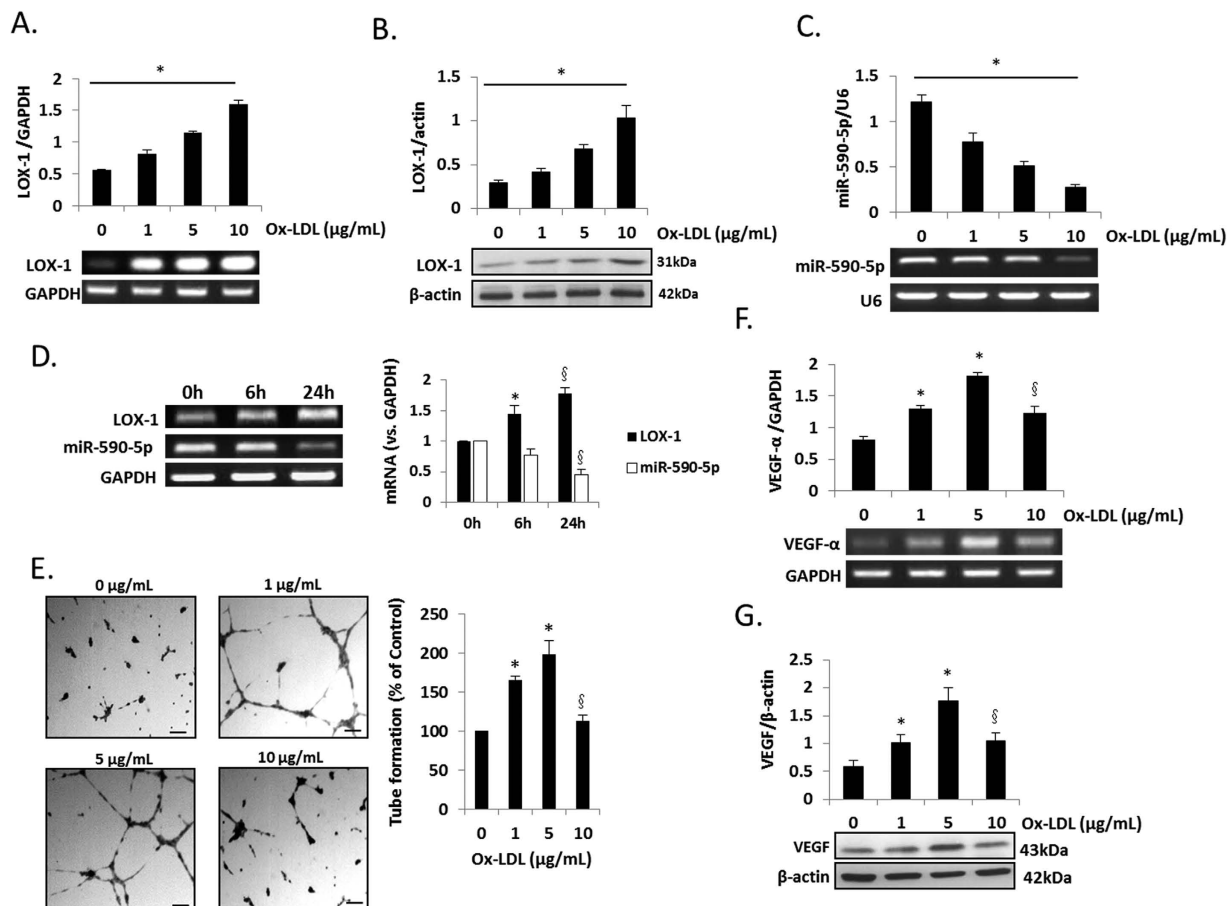 A.
*
2
1.5
1
0.5
0
LOX-1 /GAPDH
0 1 5 10 Ox-LDL (µg/mL)
LOX-1
GAPDH
B.
*
1.5
1
0.5
0
LOX-1/actin
0 1 5 10 Ox-LDL (µg/mL)
LOX-1 31kDa
β-actin 42kDa
C.
*
1.5
1
0.5
0
miR-590-5p/U6
0 1 5 10
Ox-LDL (µg/mL)
miR-590-5p
U6
D.
0h 6h 24h
LOX-1
miR-590-5p
GAPDH
2
1.5
1
0.5
0
mRNA (vs. GAPDH)
* § §
0h 6h 24h
LOX-1
miR-590-5p
E.
0 µg/mL 1 µg/mL
5 µg/mL 10 µg/mL
250
200
150
100
50
0
Tube formation (% of Control)
* * §
0 1 5 10
Ox-LDL (µg/mL)
F.
2
1.5
1
0.5
0
VEGF-α /GAPDH
* * §
0 1 5 10 Ox-LDL (µg/mL)
VEGF-α
GAPDH
G.
2.5
2
1.5
1
0.5
0
VEGF/β-actin
* * §
0 1 5 10 Ox-LDL (µg/mL)
VEGF 43kDa
β-actin 42kDa